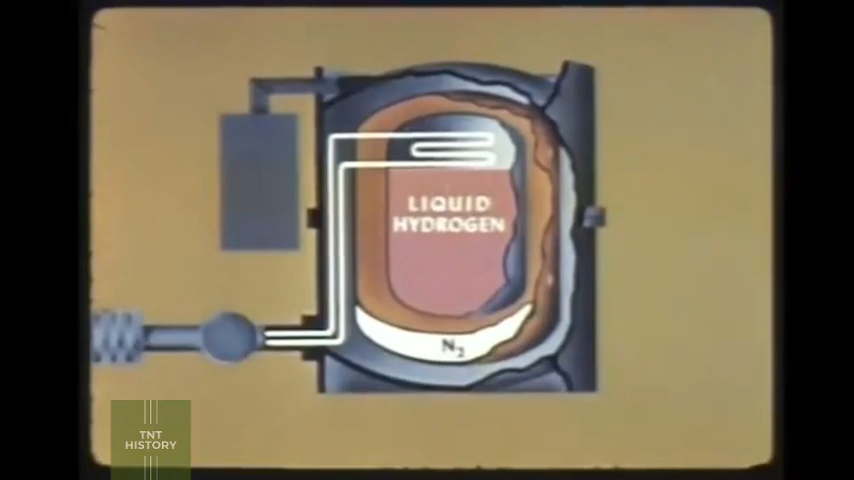 LIQUID
HYDROGEN
N₂
TNT
HISTORY